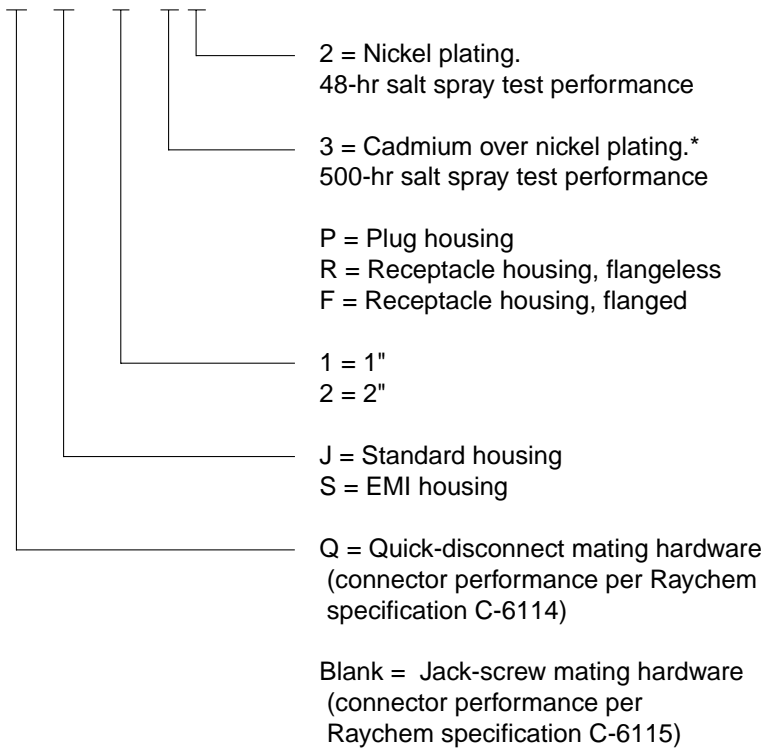 2 = Nickel plating.
48-hr salt spray test performance
3 = Cadmium over nickel plating.*
500-hr salt spray test performance
P = Plug housing
R = Receptacle housing, flangeless
F = Receptacle housing, flanged
1 = 1"
2 = 2"
J = Standard housing
S = EMI housing
Q = Quick-disconnect mating hardware
(connector performance per Raychem
specification C-6114)
Blank = Jack-screw mating hardware
(connector performance per
Raychem specification C-6115)